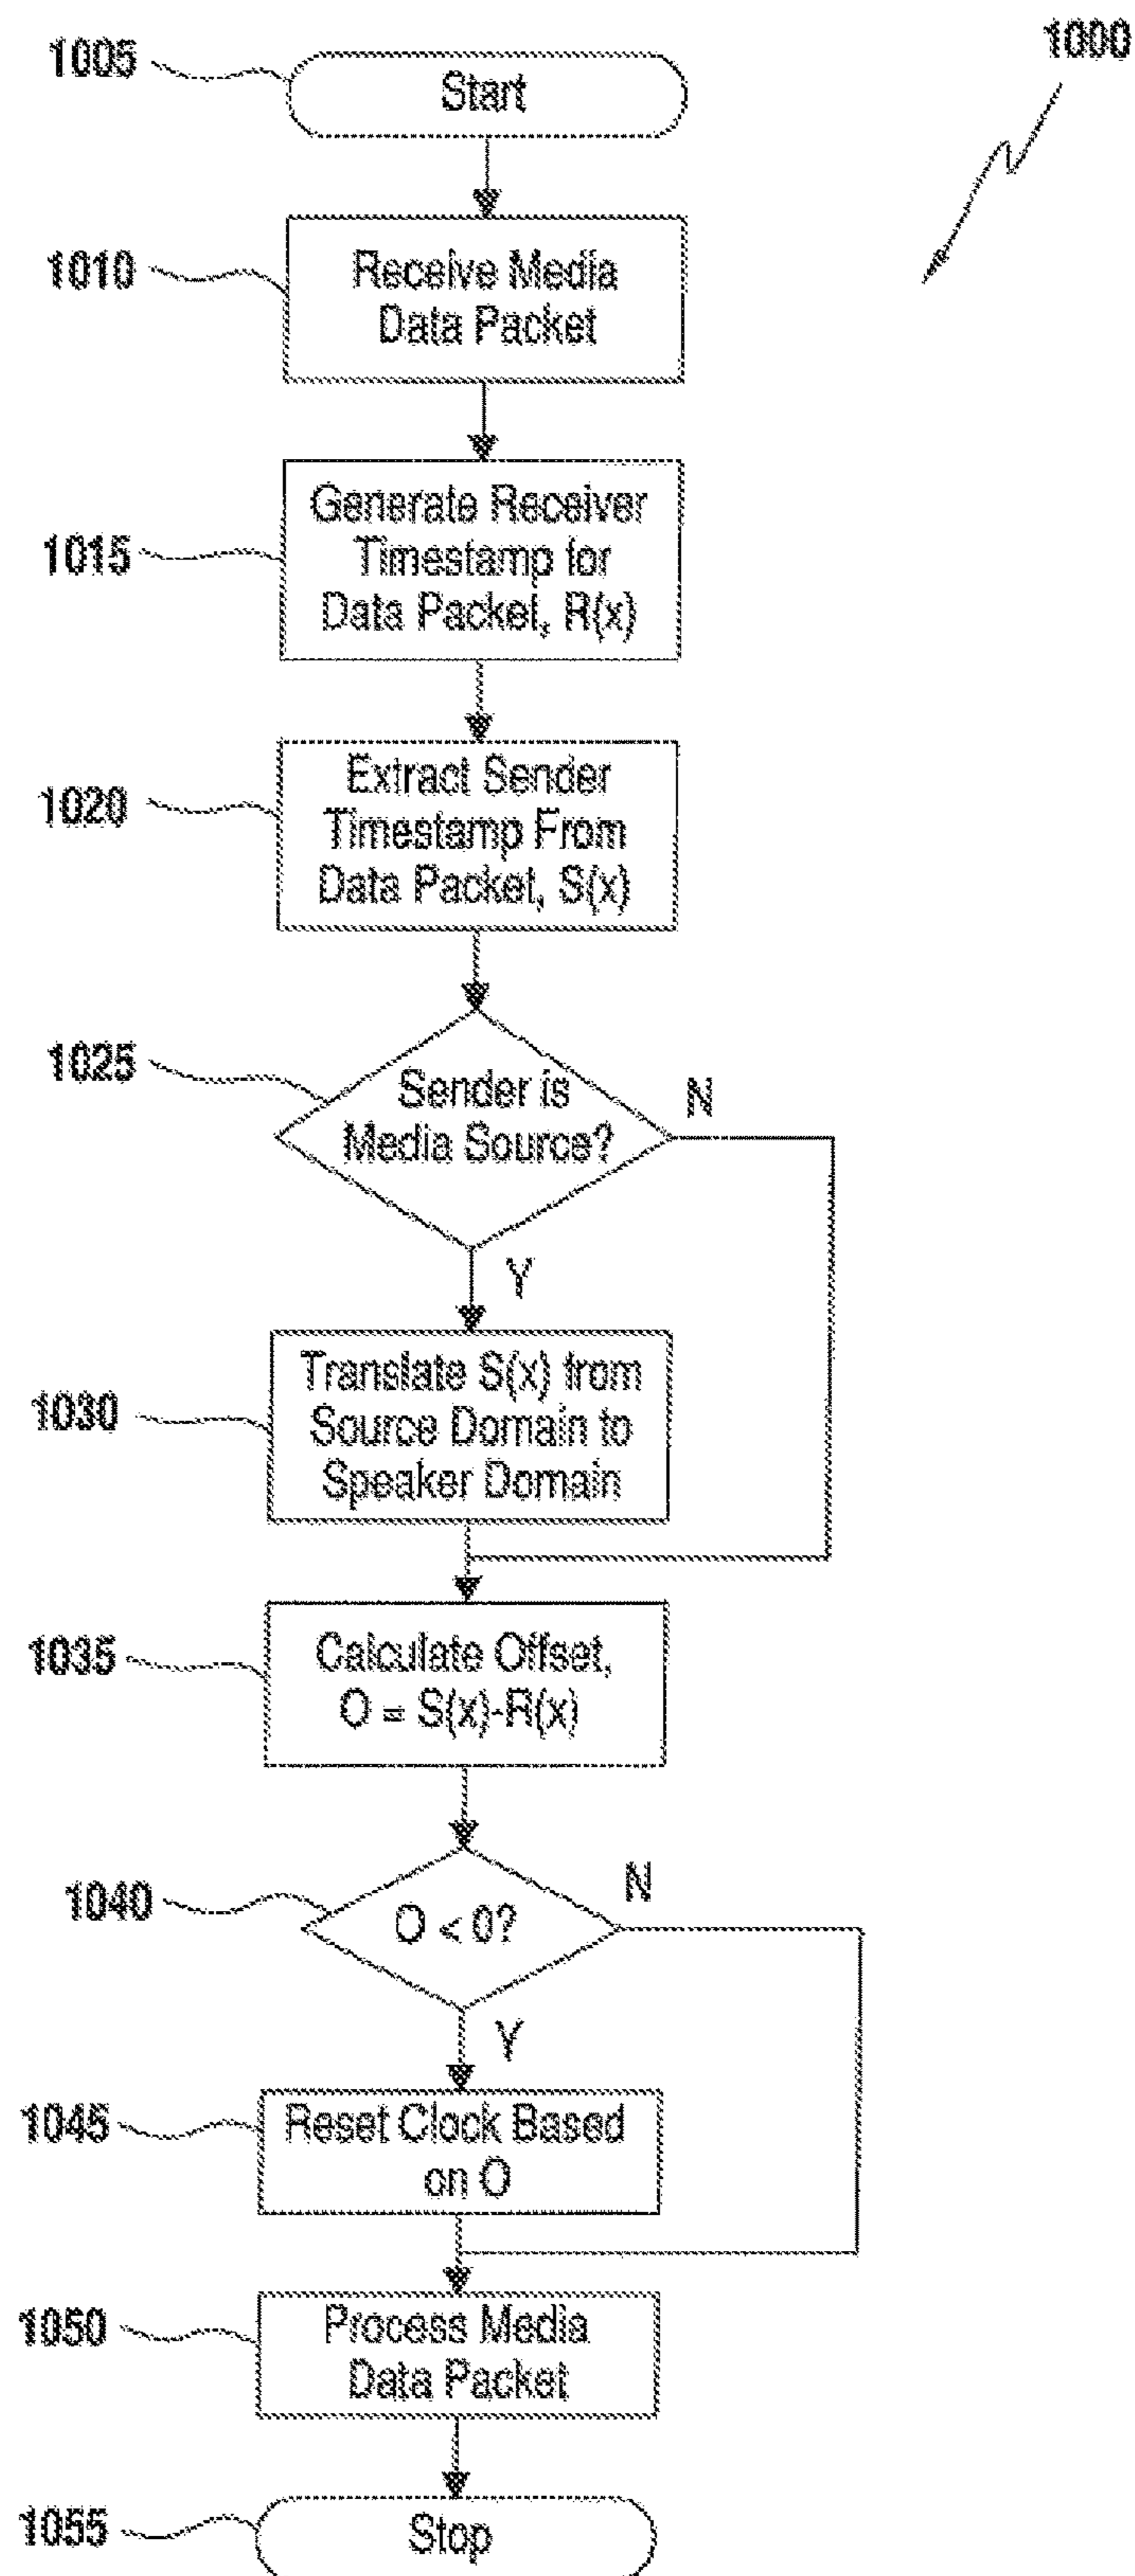 1000
1005
Start
1010
Receive Media
Data Packet
1015
Generate Receiver
Timestamp for
Data Packet, R(x)
1020
Extract Sender
Timestamp From
Data Packet, S(x)
1025
Sender is
Media Source?
N
Y
1030
Translate S(x) from
Source Domain to
Speaker Domain
1035
Calculate Offset,
O = S(x)-R(x)
1040
O < 0?
N
Y
1045
Reset Clock Based
on O
1050
Process Media
Data Packet
1055
Stop